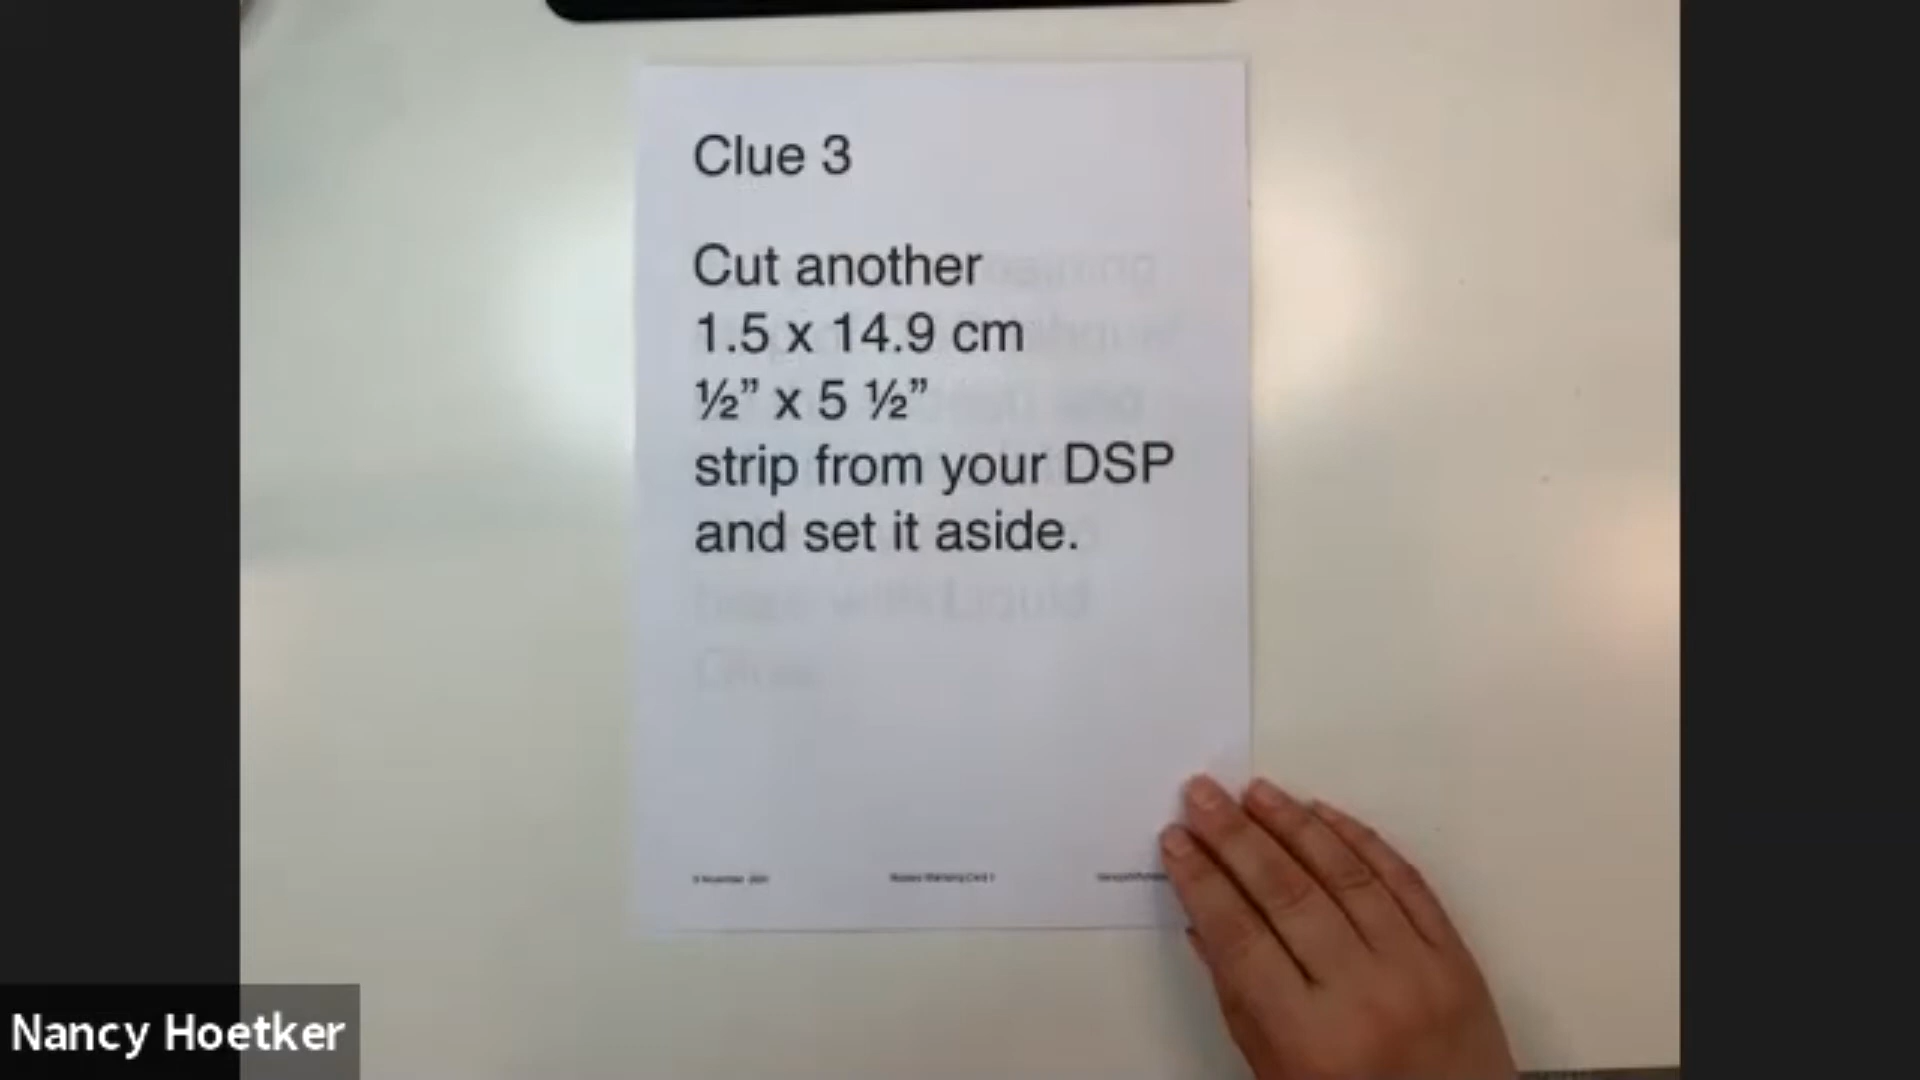 Clue 3
Cut another
1.5 x 14.9 cm
½” x 5 ½”
strip from your DSP
and set it aside.
Nancy Hoetker